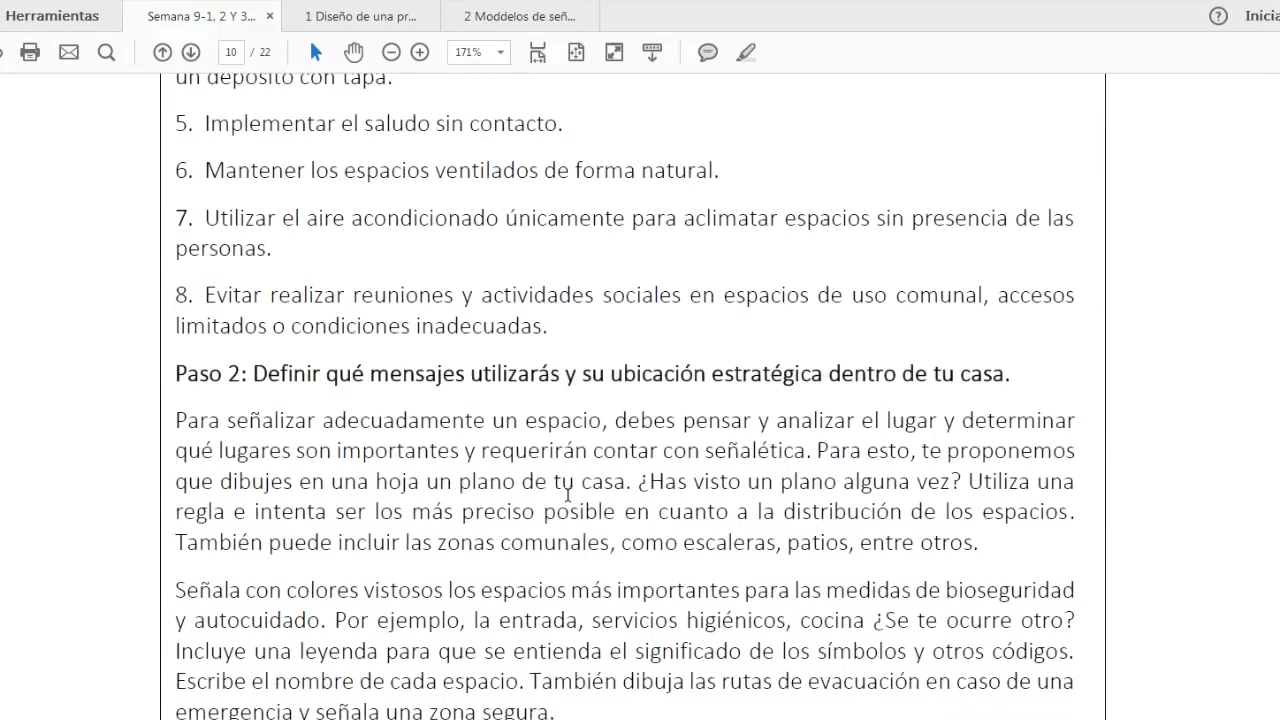 Herramientas
Semana 9-1, 2 Y 3...
×
1 Diseño de una pr...
2 Moddelos de señ...
?
Inicia
10 / 22
171%
un depósito con tapa.
5. Implementar el saludo sin contacto.
6. Mantener los espacios ventilados de forma natural.
7. Utilizar el aire acondicionado únicamente para aclimatar espacios sin presencia de las
personas.
8. Evitar realizar reuniones y actividades sociales en espacios de uso comunal, accesos
limitados o condiciones inadecuadas.
Paso 2: Definir qué mensajes utilizarás y su ubicación estratégica dentro de tu casa.
Para señalizar adecuadamente un espacio, debes pensar y analizar el lugar y determinar
qué lugares son importantes y requerirán contar con señalética. Para esto, te proponemos
que dibujes en una hoja un plano de tu casa. ¿Has visto un plano alguna vez? Utiliza una
regla e intenta ser los más preciso posible en cuanto a la distribución de los espacios.
También puede incluir las zonas comunales, como escaleras, patios, entre otros.
Señala con colores vistosos los espacios más importantes para las medidas de bioseguridad
y autocuidado. Por ejemplo, la entrada, servicios higiénicos, cocina ¿Se te ocurre otro?
Incluye una leyenda para que se entienda el significado de los símbolos y otros códigos.
Escribe el nombre de cada espacio. También dibuja las rutas de evacuación en caso de una
emergencia y señala una zona segura.